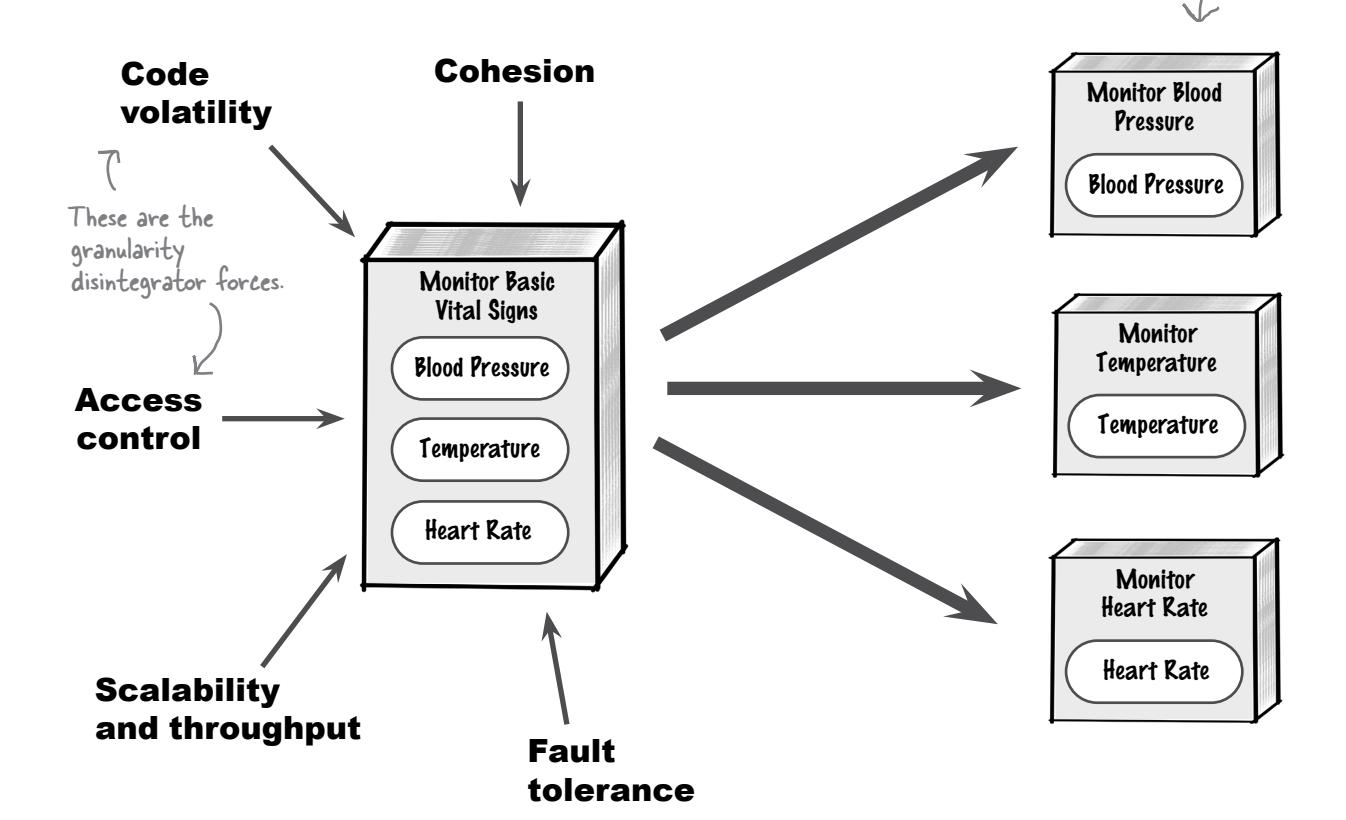 Code
volatility
Cohesion
These are the
granularity
disintegrator forces.
Access
control
Scalability
and throughput
Fault
tolerance
Monitor Basic
Vital Signs
Blood Pressure
Temperature
Heart Rate
Monitor Blood
Pressure
Blood Pressure
Monitor
Temperature
Temperature
Monitor
Heart Rate
Heart Rate